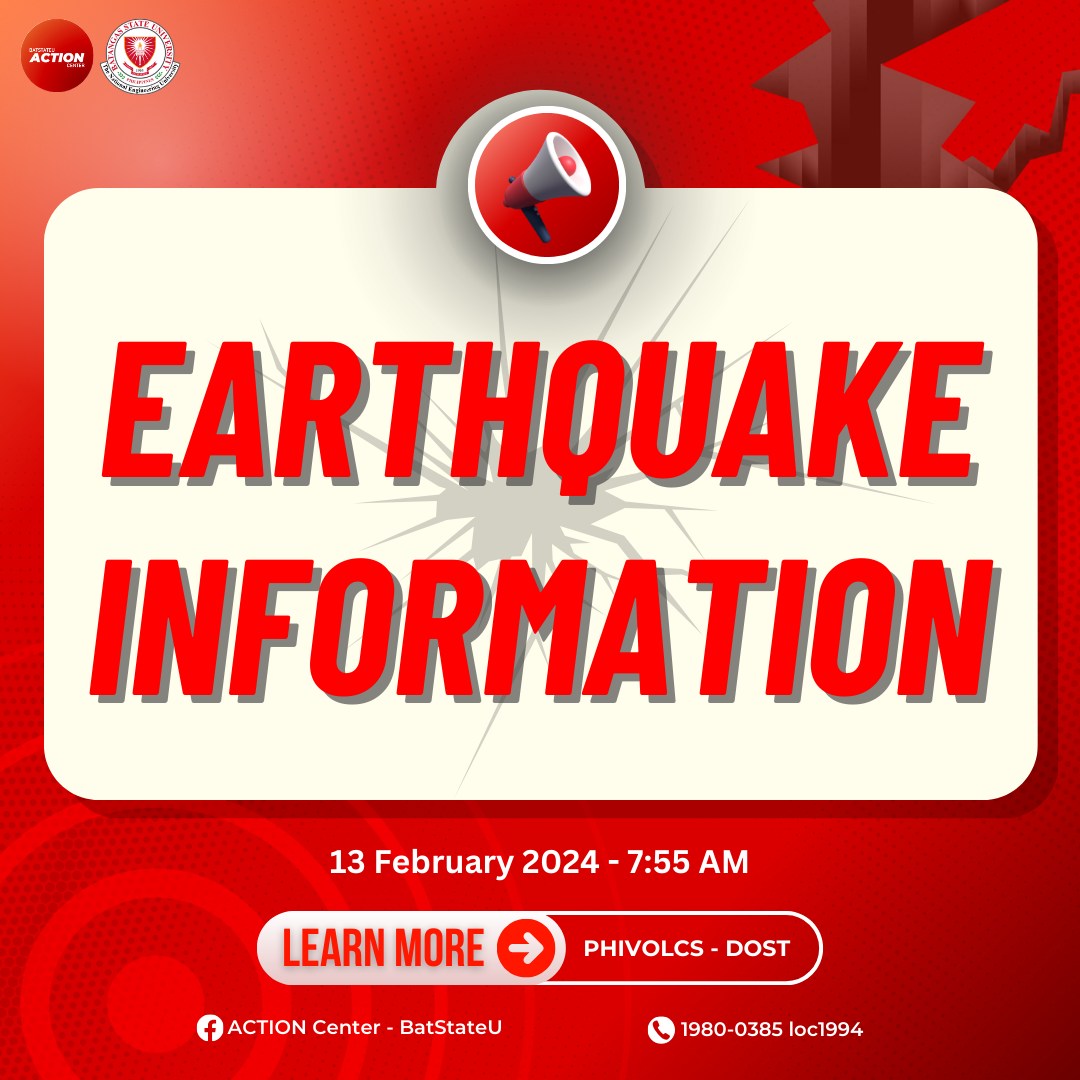 BATSTATEU
ACTION
CENTER
BATANGAS STATE UNIVERSITY
The National Engineering University
EARTHQUAKE
INFORMATION
13 February 2024 - 7:55 AM
LEARN MORE
PHIVOLCS - DOST
ACTION Center - BatStateU
1980-0385 loc1994